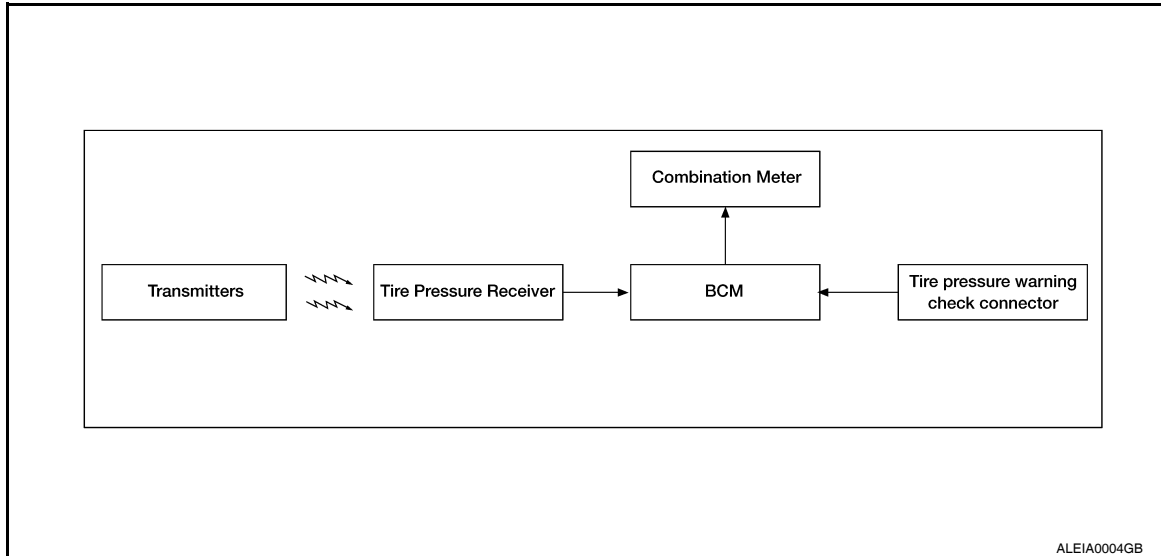 Combination Meter
Transmitters
Tire Pressure Receiver
BCM
Tire pressure warning
check connector
ALEIA0004GB